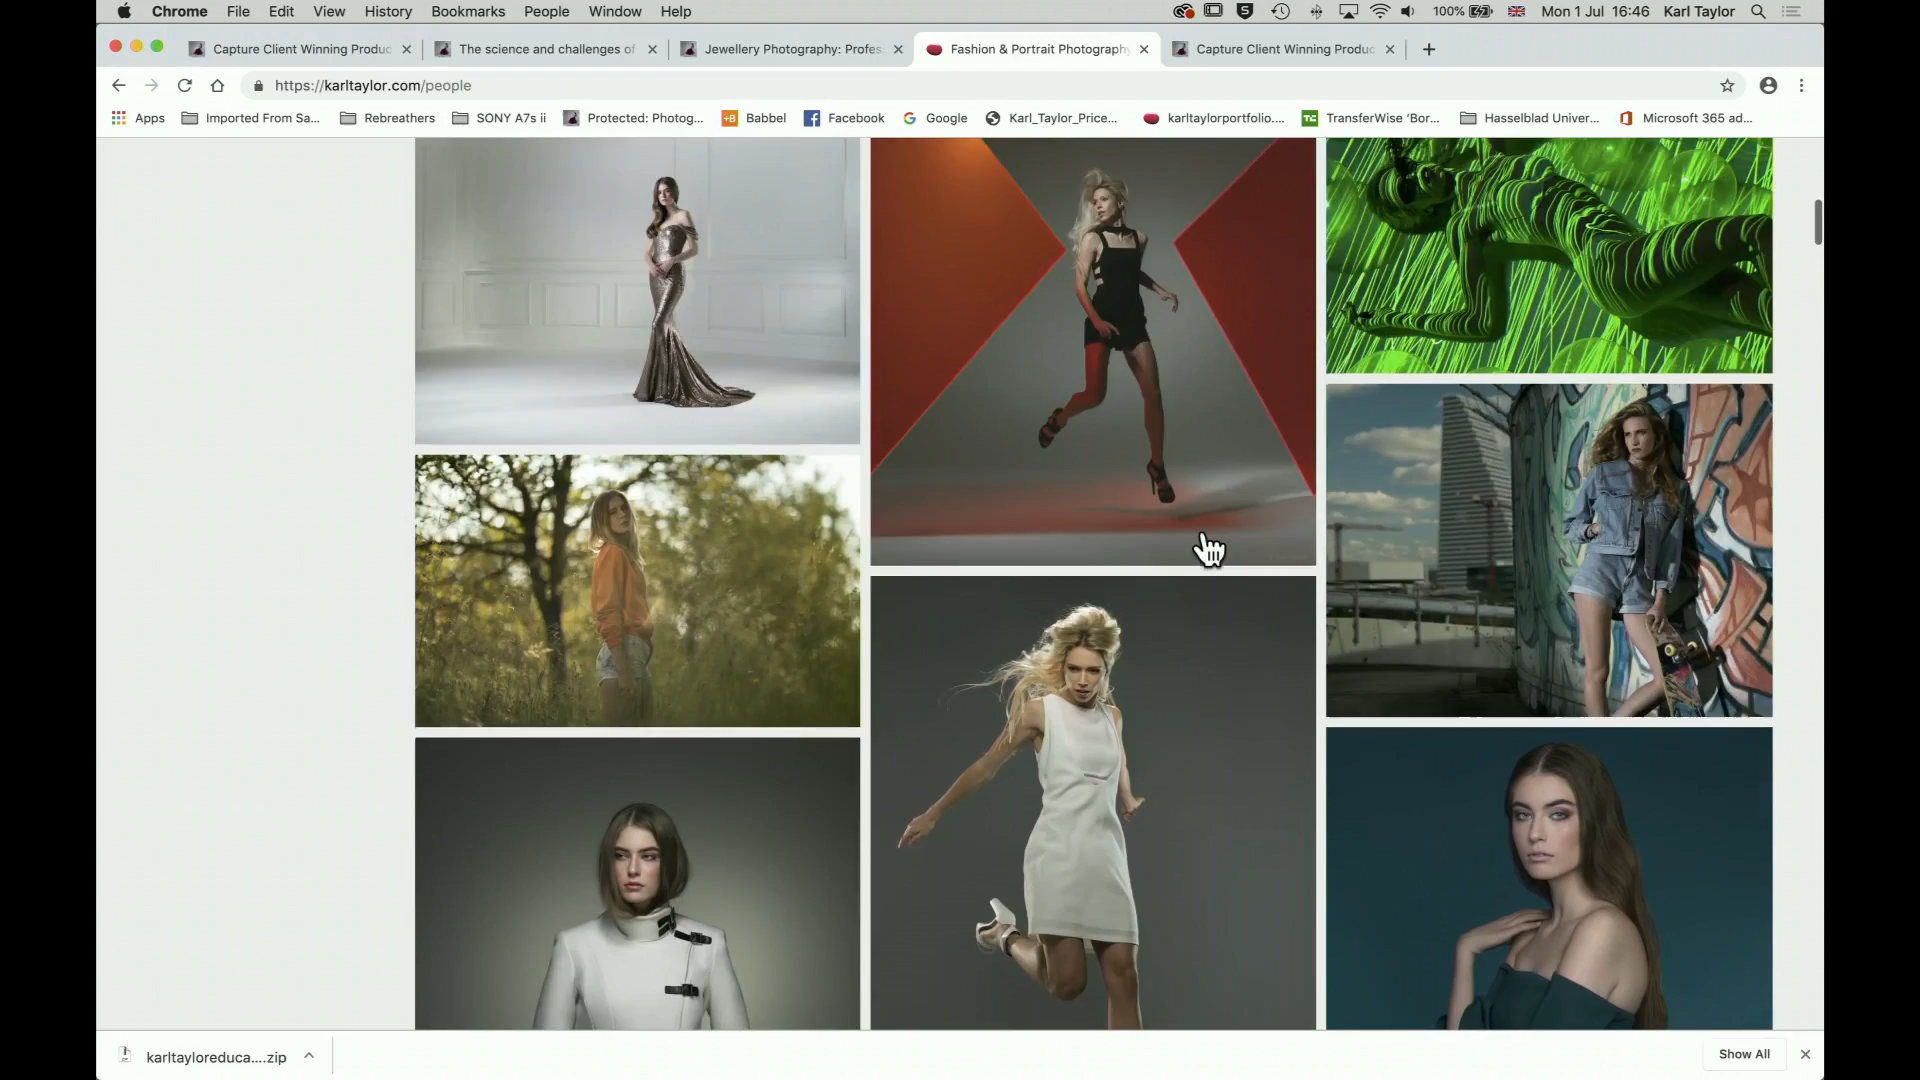 Chrome File Edit View History Bookmarks People Window Help 100% Mon 1 Jul 16:46 Karl Taylor
Capture Client Winning Produc The science and challenges of Jewellery Photography: Profes Fashion & Portrait Photography Capture Client Winning Produc
https://karltaylor.com/people
Apps Imported From Sa... Rebreathers SONY A7s ii Protected: Photog... +B Babbel Facebook Google Karl_Taylor_Price... karltaylorportfolio.... TransferWise ‘Bor... Hasselblad Univer... Microsoft 365 ad...
karltayloreduca....zip Show All